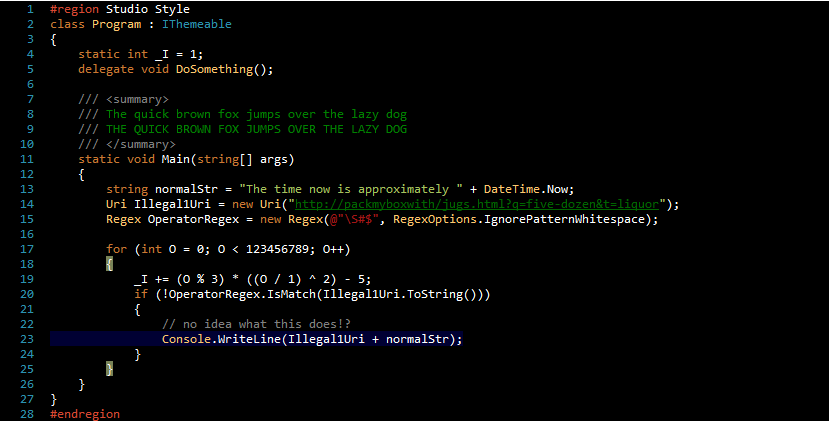 1 #region Studio Style
2 class Program : IThemeable
3 {
4     static int _I = 1;
5     delegate void DoSomething();
6
7     /// <summary>
8     /// The quick brown fox jumps over the lazy dog
9     /// THE QUICK BROWN FOX JUMPS OVER THE LAZY DOG
10     /// </summary>
11     static void Main(string[] args)
12     {
13         string normalStr = "The time now is approximately " + DateTime.Now;
14         Uri Illegal1Uri = new Uri("http://packmyboxwith/jugs.html?q=five-dozen&t=liquor");
15         Regex OperatorRegex = new Regex(@"\S#$", RegexOptions.IgnorePatternWhitespace);
16
17         for (int O = 0; O < 123456789; O++)
18         {
19             _I += (O % 3) * ((O / 1) ^ 2) - 5;
20             if (!OperatorRegex.IsMatch(Illegal1Uri.ToString()))
21             {
22                 // no idea what this does!?
23                 Console.WriteLine(Illegal1Uri + normalStr);
24             }
25         }
26     }
27 }
28 #endregion